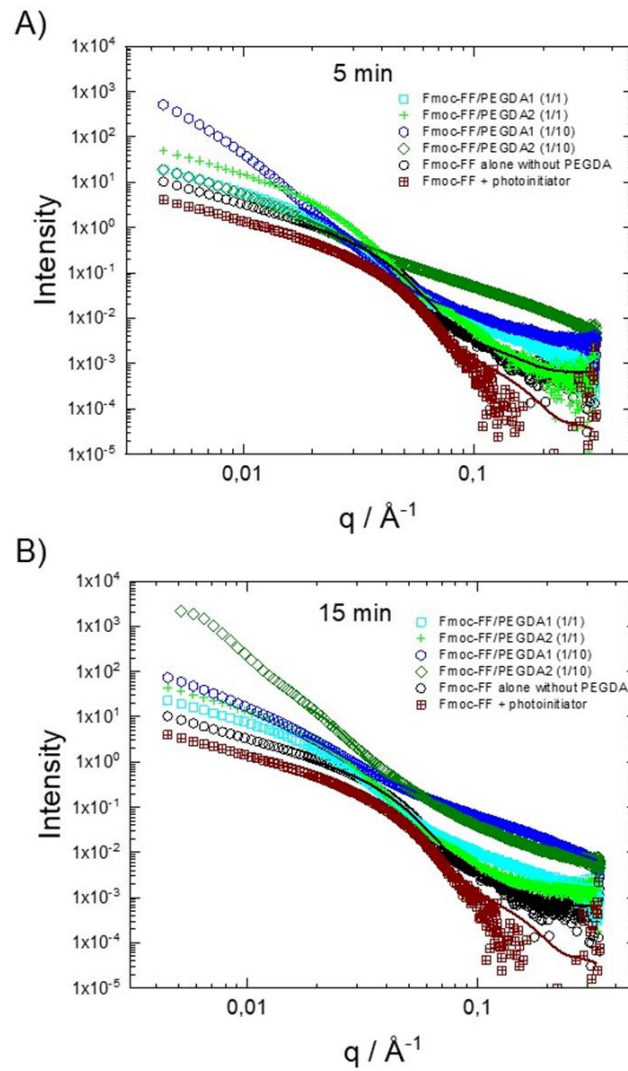 A)
5 min
Fmoc-FF/PEGDA1 (1/1)
Fmoc-FF/PEGDA2 (1/1)
Fmoc-FF/PEGDA1 (1/10)
Fmoc-FF/PEGDA2 (1/10)
Fmoc-FF alone without PEGDA
Fmoc-FF + photoinitiator
Intensity
1x10⁴
1x10³
1x10²
1x10¹
1x10⁰
1x10⁻¹
1x10⁻²
1x10⁻³
1x10⁻⁴
1x10⁻⁵
0,01
0,1
q / Å⁻¹
B)
15 min
Fmoc-FF/PEGDA1 (1/1)
Fmoc-FF/PEGDA2 (1/1)
Fmoc-FF/PEGDA1 (1/10)
Fmoc-FF/PEGDA2 (1/10)
Fmoc-FF alone without PEGDA
Fmoc-FF + photoinitiator
Intensity
1x10⁴
1x10³
1x10²
1x10¹
1x10⁰
1x10⁻¹
1x10⁻²
1x10⁻³
1x10⁻⁴
1x10⁻⁵
0,01
0,1
q / Å⁻¹